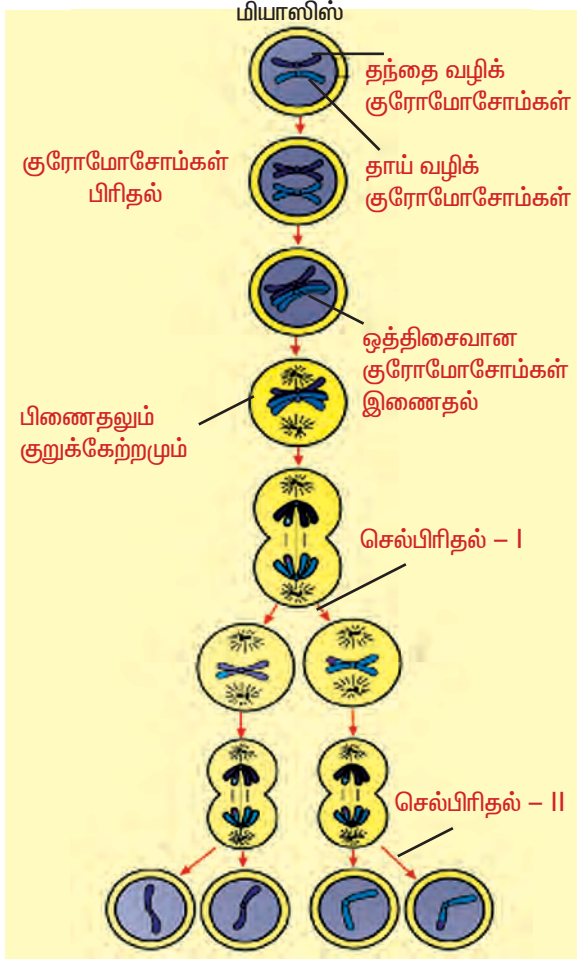 மியாஸிஸ்
தந்தை வழிக்
குரோமோசோம்கள்
குரோமோசோம்கள்
பிரிதல்
தாய் வழிக்
குரோமோசோம்கள்
ஒத்திசைவான
குரோமோசோம்கள்
இணைதல்
பிணைதலும்
குறுக்கேற்றமும்
செல்பிரிதல் – I
செல்பிரிதல் – II